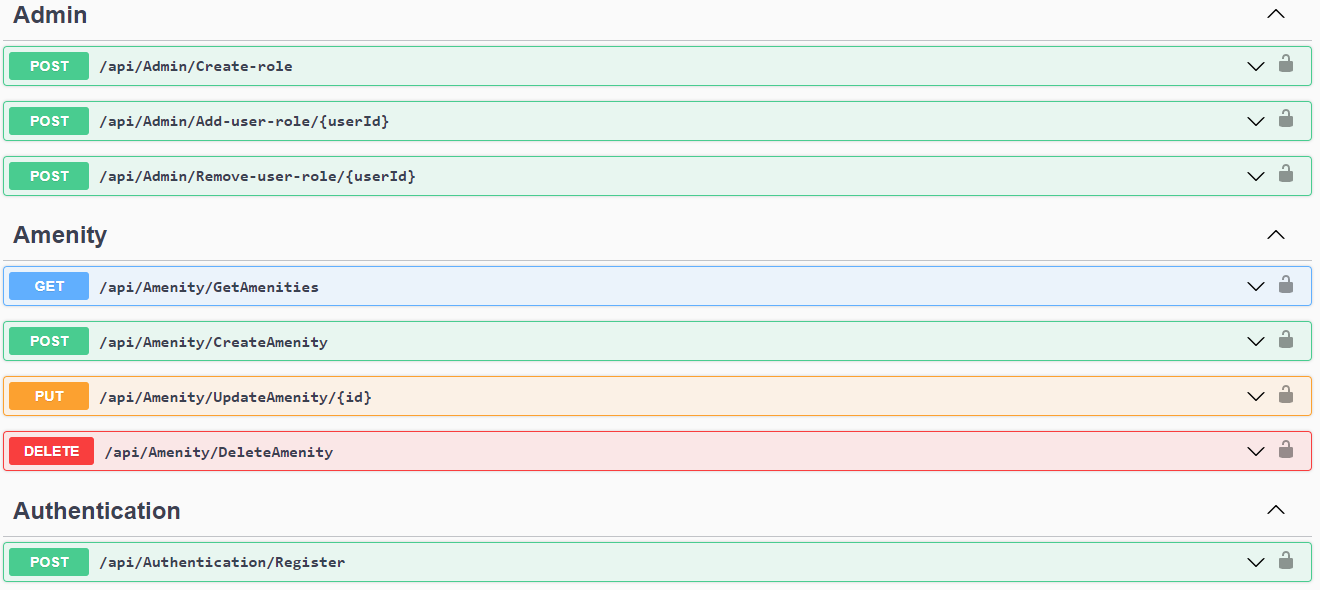 Admin
POST /api/Admin/Create-role
POST /api/Admin/Add-user-role/{userId}
POST /api/Admin/Remove-user-role/{userId}
Amenity
GET /api/Amenity/GetAmenities
POST /api/Amenity/CreateAmenity
PUT /api/Amenity/UpdateAmenity/{id}
DELETE /api/Amenity/DeleteAmenity
Authentication
POST /api/Authentication/Register